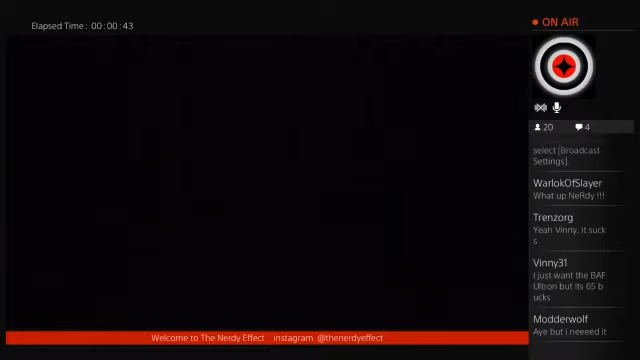 Elapsed Time : 00:00:43
ON AIR
20
4
select [Broadcast
Settings].
WarlokOfSlayer
What up NeRdy !!!
Trenzorg
Yeah Vinny, it suck
s
Vinny31
I just want the BAF
Ultron but its 65 b
ucks
Modderwolf
Aye but i neeeed it
Welcome to The Nerdy Effect instagram @thenerdyeffect